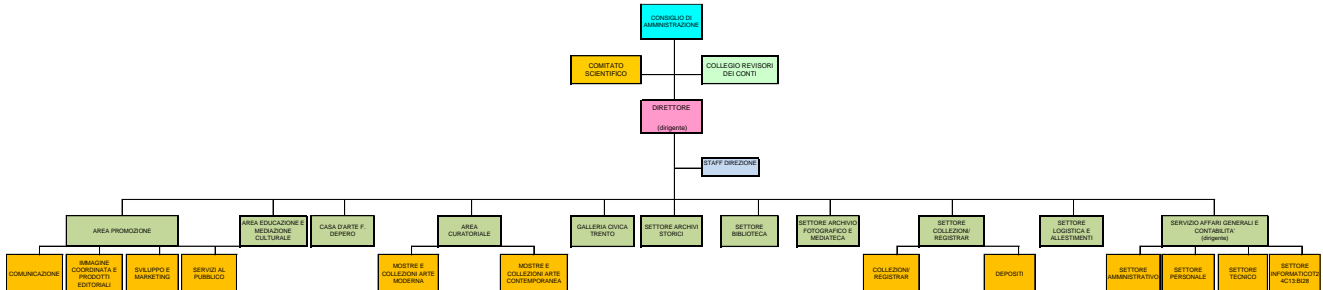 CONSIGLIO DI
AMMINISTRAZIONE
COMITATO
SCIENTIFICO
COLLEGIO REVISORI
DEI CONTI
DIRETTORE
(dirigente)
STAFF DIREZIONE
AREA PROMOZIONE
AREA EDUCAZIONE E
MEDIAZIONE
CULTURALE
CASA D'ARTE F.
DEPERO
AREA
CURATORIALE
GALLERIA CIVICA
TRENTO
SETTORE ARCHIVI
STORICI
SETTORE
BIBLIOTECA
SETTORE ARCHIVIO
FOTOGRAFICO E
MEDIATECA
SETTORE
COLLEZIONI/
REGISTRAR
SETTORE
LOGISTICA E
ALLESTIMENTI
SERVIZIO AFFARI GENERALI E
CONTABILITA'
(dirigente)
COMUNICAZIONE
IMMAGINE
COORDINATA E
PRODOTTI
EDITORIALI
SVILUPPO E
MARKETING
SERVIZI AL
PUBBLICO
MOSTRE E
COLLEZIONI ARTE
MODERNA
MOSTRE E
COLLEZIONI ARTE
CONTEMPORANEA
COLLEZIONI/
REGISTRAR
DEPOSITI
SETTORE
AMMINISTRATIVO
SETTORE
PERSONALE
SETTORE
TECNICO
SETTORE
INFORMATICOT2
4C13:BI28